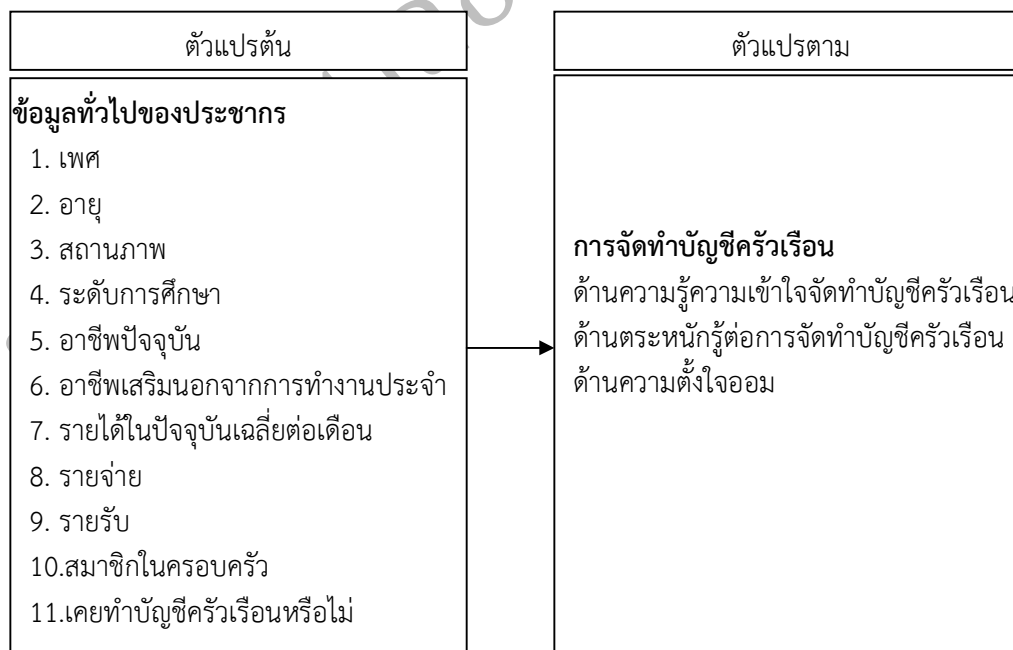 ตัวแปรต้น
ข้อมูลทั่วไปของประชากร
1. เพศ
2. อายุ
3. สถานภาพ
4. ระดับการศึกษา
5. อาชีพปัจจุบัน
6. อาชีพเสริมนอกจากการทำงานประจำ
7. รายได้ในปัจจุบันเฉลี่ยต่อเดือน
8. รายจ่าย
9. รายรับ
10.สมาชิกในครอบครัว
11.เคยทำบัญชีครัวเรือนหรือไม่
ตัวแปรตาม
การจัดทำบัญชีครัวเรือน
ด้านความรู้ความเข้าใจจัดทำบัญชีครัวเรือน
ด้านตระหนักรู้ต่อการจัดทำบัญชีครัวเรือน
ด้านความตั้งใจออม